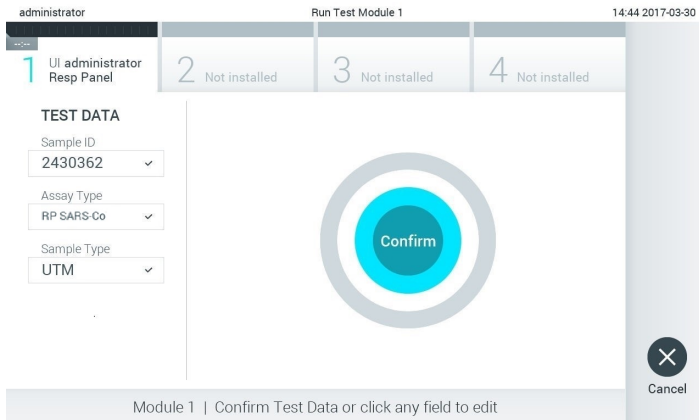 administrator
Run Test Module 1
14:44 2017-03-30
--:--
1 UI administrator
Resp Panel
2 Not installed
3 Not installed
4 Not installed
TEST DATA
Sample ID
2430362
Assay Type
RP SARS-Co
Sample Type
UTM
Confirm
Cancel
Module 1 | Confirm Test Data or click any field to edit